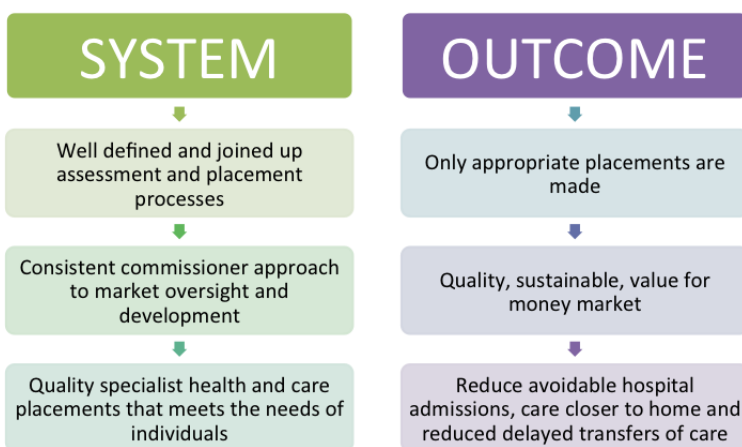 SYSTEM
Well defined and joined up
assessment and placement
processes
Consistent commissioner approach
to market oversight and
development
Quality specialist health and care
placements that meets the needs of
individuals
OUTCOME
Only appropriate placements are
made
Quality, sustainable, value for
money market
Reduce avoidable hospital
admissions, care closer to home and
reduced delayed transfers of care